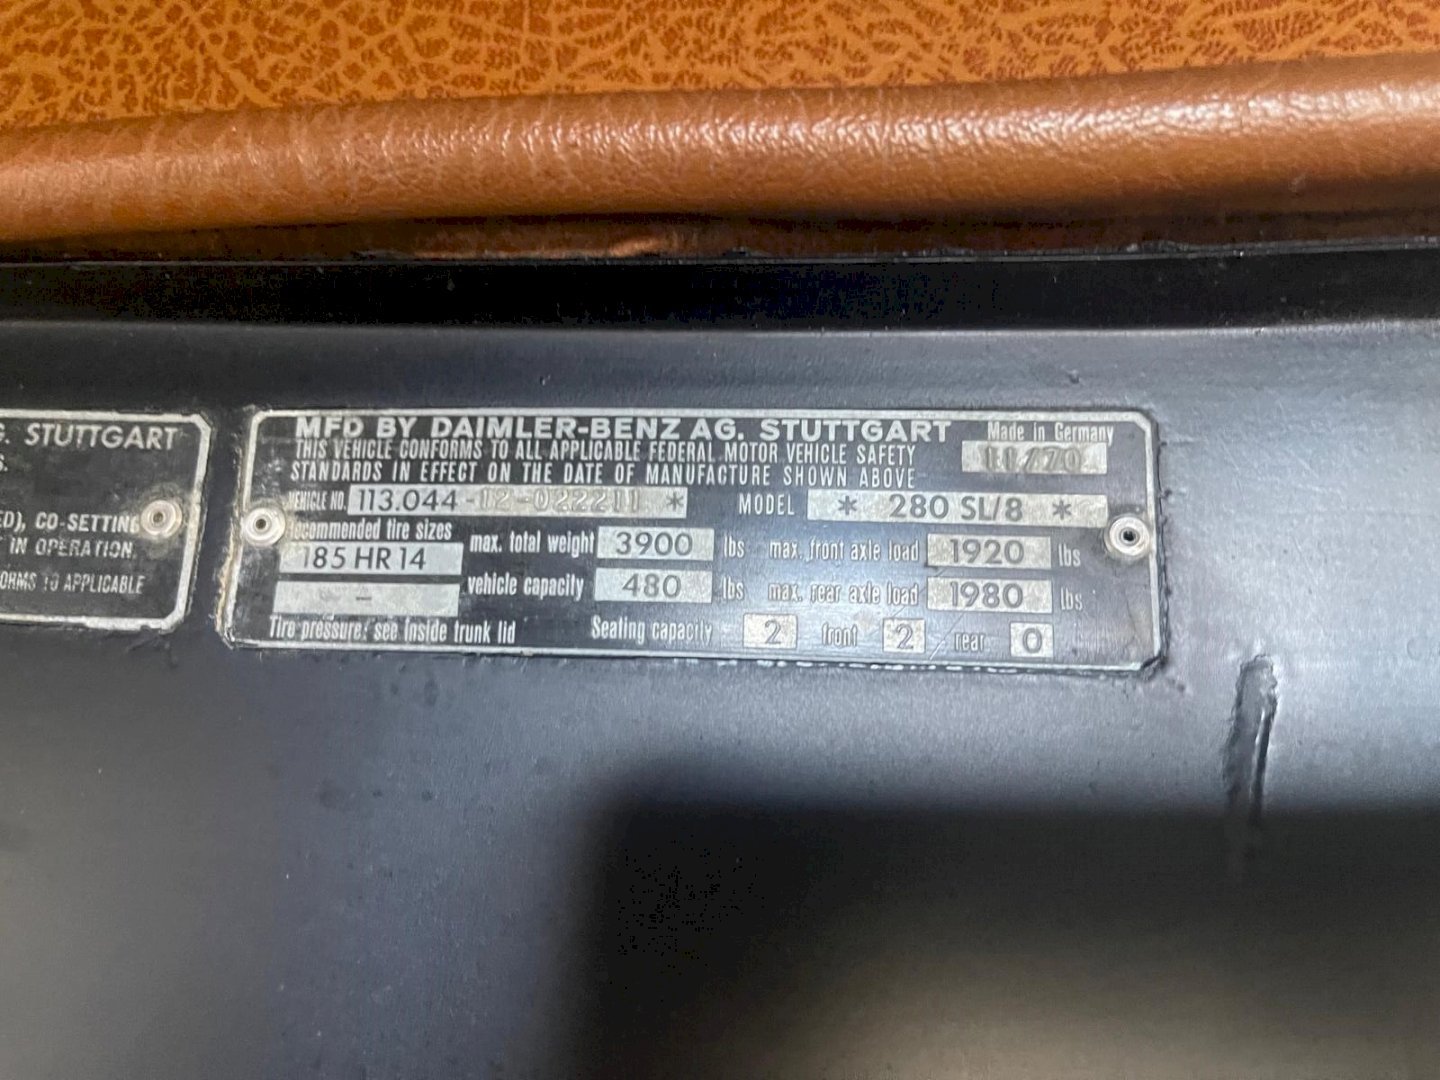 G. STUTTGART
S.
ED), CO-SETTING
IN OPERATION.
ORMS TO APPLICABLE
MFD BY DAIMLER-BENZ AG. STUTTGART
Made in Germany
THIS VEHICLE CONFORMS TO ALL APPLICABLE FEDERAL MOTOR VEHICLE SAFETY
11/70
STANDARDS IN EFFECT ON THE DATE OF MANUFACTURE SHOWN ABOVE
VEHICLE NO. 113.044-12-022211 * MODEL * 280 SL/8 *
recommended tire sizes
185 HR 14
max. total weight 3900 lbs max. front axle load 1920 lbs
- vehicle capacity 480 lbs max. rear axle load 1980 lbs
Tire pressure: see inside trunk lid Seating capacity 2 front 2 rear 0